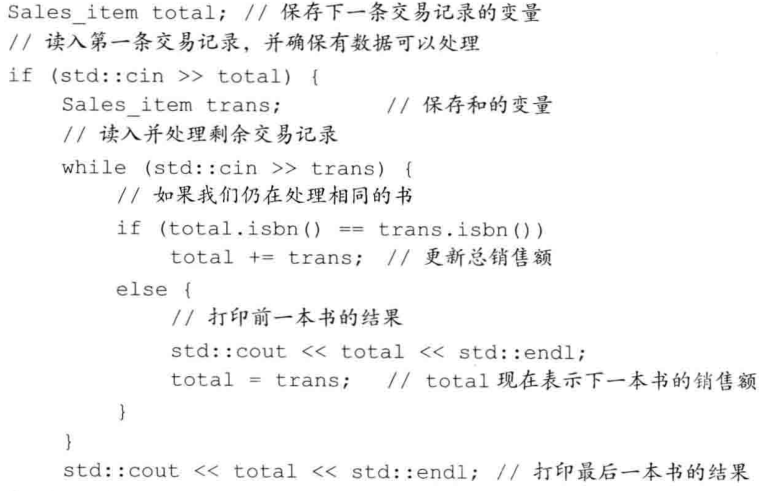 Sales_item total; // 保存下一条交易记录的变量
// 读入第一条交易记录，并确保有数据可以处理
if (std::cin >> total) {
    Sales_item trans;          // 保存和的变量
    // 读入并处理剩余交易记录
    while (std::cin >> trans) {
        // 如果我们仍在处理相同的书
        if (total.isbn() == trans.isbn())
            total += trans;  // 更新总销售额
        else {
            // 打印前一本书的结果
            std::cout << total << std::endl;
            total = trans;   // total 现在表示下一本书的销售额
        }
    }
    std::cout << total << std::endl; // 打印最后一本书的结果